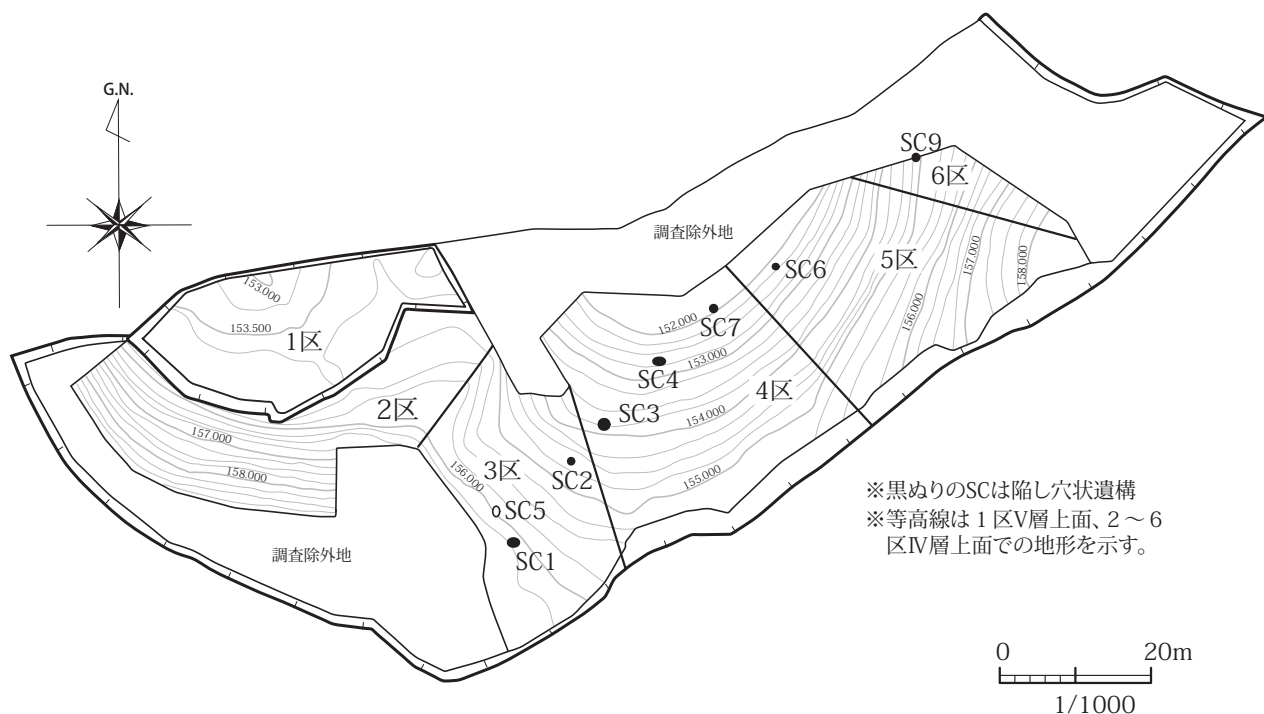 G.N.
SC9
6区
調査除外地
5区
157.000
158.000
SC6
153.000
153.500
1区
152.000
SC7
156.000
153.000
SC4
4区
2区
SC3
154.000
157.000
158.000
3区
156.000
SC2
155.000
SC5
SC1
調査除外地
※黒ぬりのSCは陥し穴状遺構
※等高線は1区V層上面、2～6
区Ⅳ層上面での地形を示す。
0 20m
1/1000